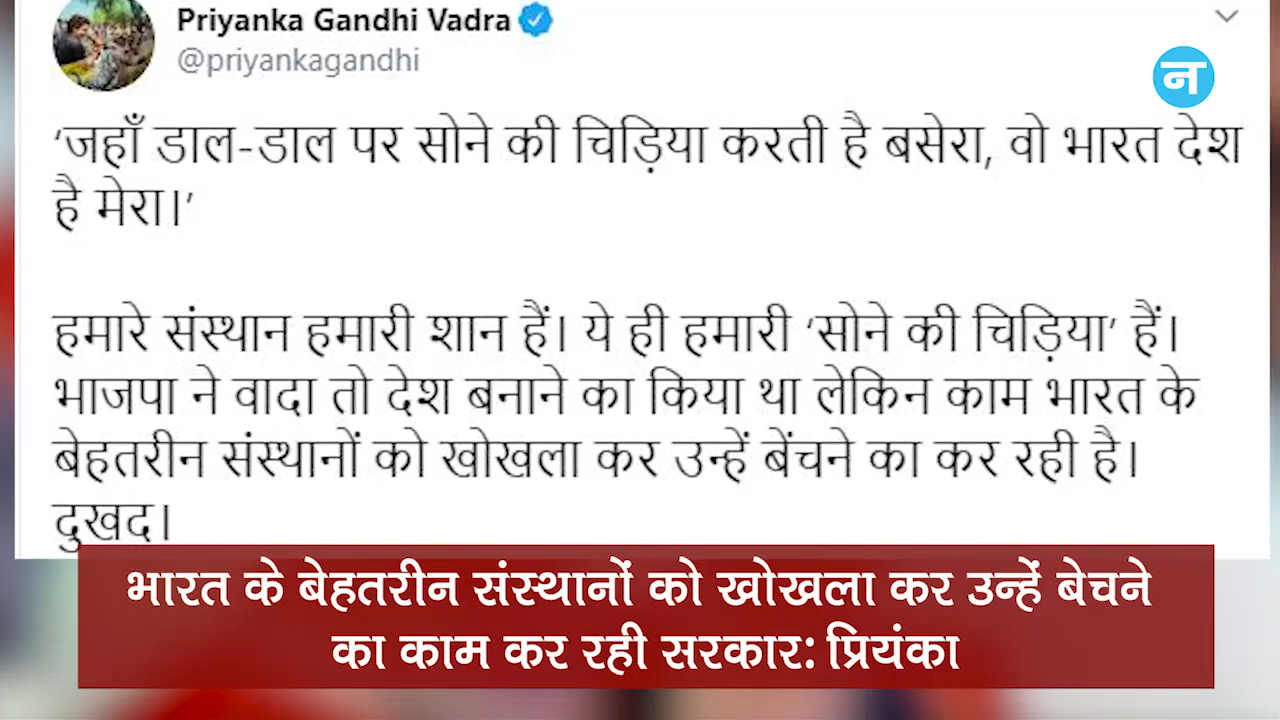 Priyanka Gandhi Vadra
@priyankagandhi
न
‘जहाँ डाल-डाल पर सोने की चिड़िया करती है बसेरा, वो भारत देश
है मेरा।’
हमारे संस्थान हमारी शान हैं। ये ही हमारी ‘सोने की चिड़िया’ हैं।
भाजपा ने वादा तो देश बनाने का किया था लेकिन काम भारत के
बेहतरीन संस्थानों को खोखला कर उन्हें बेंचने का कर रही है।
दुखद।
भारत के बेहतरीन संस्थानों को खोखला कर उन्हें बेचने
का काम कर रही सरकार: प्रियंका